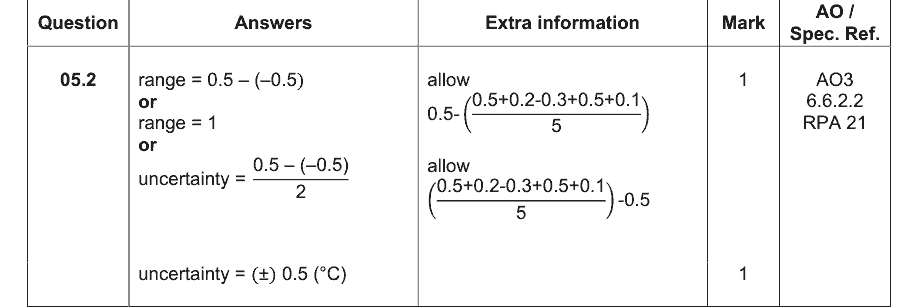 Question Answers Extra information Mark AO / Spec. Ref.
05.2 range = 0.5 – (–0.5) allow 1 AO3
or 0.5-((0.5+0.2-0.3+0.5+0.1)/5) 6.6.2.2
range = 1 RPA 21
or
uncertainty = (0.5 – (–0.5))/2 allow
((0.5+0.2-0.3+0.5+0.1)/5)-0.5
uncertainty = (±) 0.5 (°C) 1